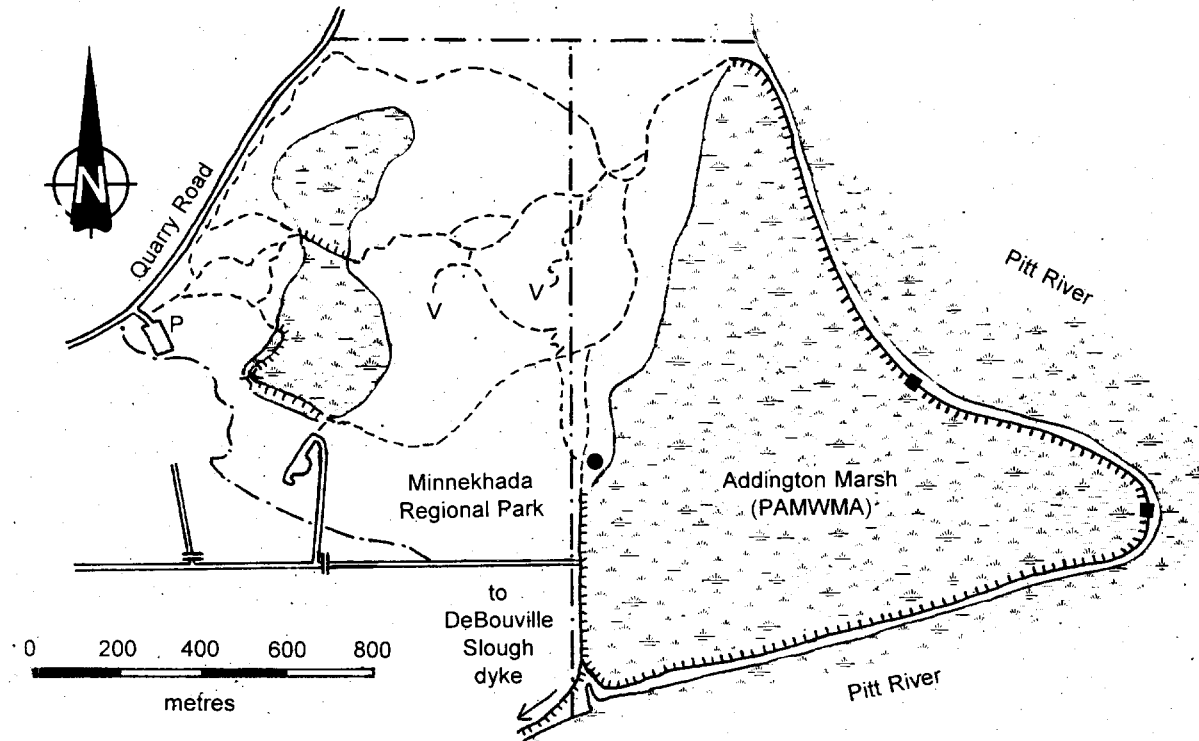 N
Quarry Road
P
V
V
Pitt River
Minnekhada
Regional Park
Addington Marsh
(PAMWMA)
to
DeBouville
Slough
dyke
0 200 400 600 800
metres
Pitt River